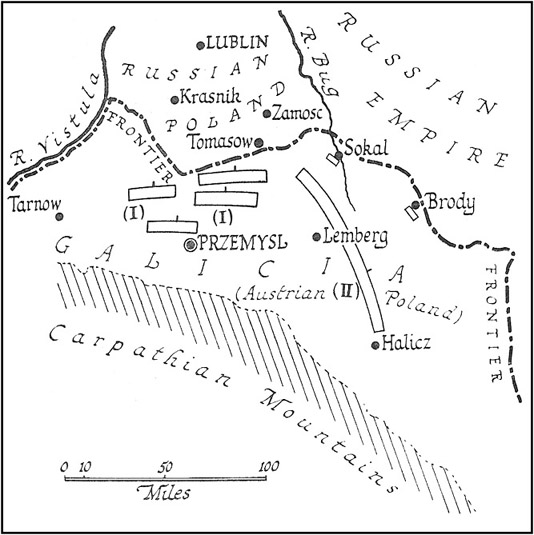 LUBLIN
RUSSIAN
POLAND
R. Bug
RUSSIAN
EMPIRE
R. Vistula
Krasnik
Zamosc
FRONTIER
Tomasow
Sokal
Tarnow
(I)
(I)
Brody
PRZEMYSL
Lemberg
GALICIA
(Austrian (II) Poland)
FRONTIER
Halicz
Carpathian Mountains
0 10 50 100
Miles